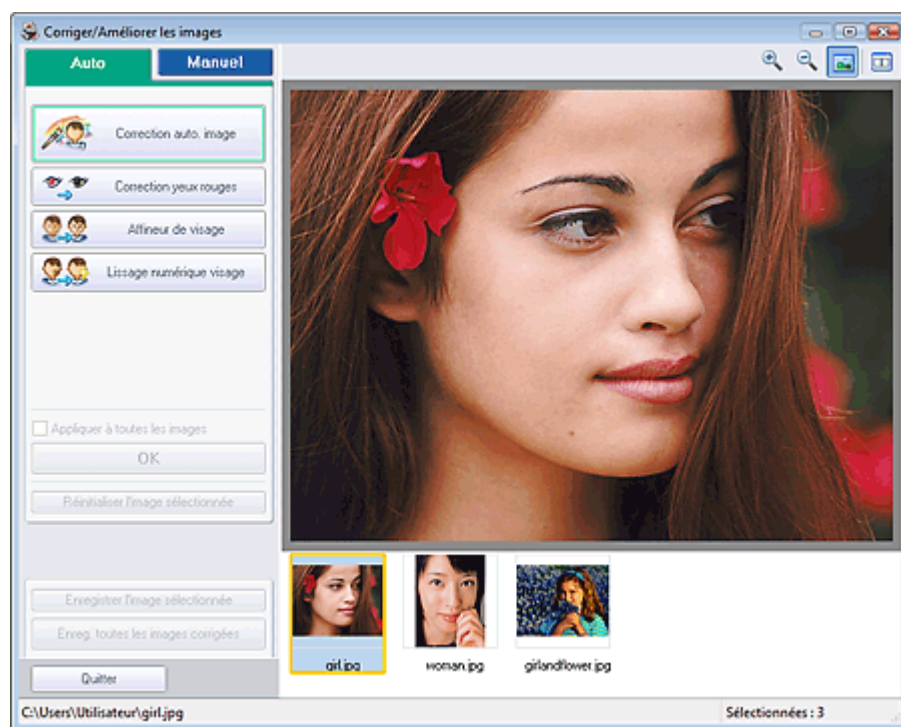 Corriger/Améliorer les images
Auto
Manuel
Correction auto. image
Correction yeux rouges
Affineur de visage
Lissage numérique visage
Appliquer à toutes les images
OK
Réinitialiser l'image sélectionnée
Enregistrer l'image sélectionnée
Enreg. toutes les images corrigées
Quitter
girl.jpg
woman.jpg
girlandflower.jpg
C:\Users\Utilisateur\girl.jpg
Sélectionnées : 3